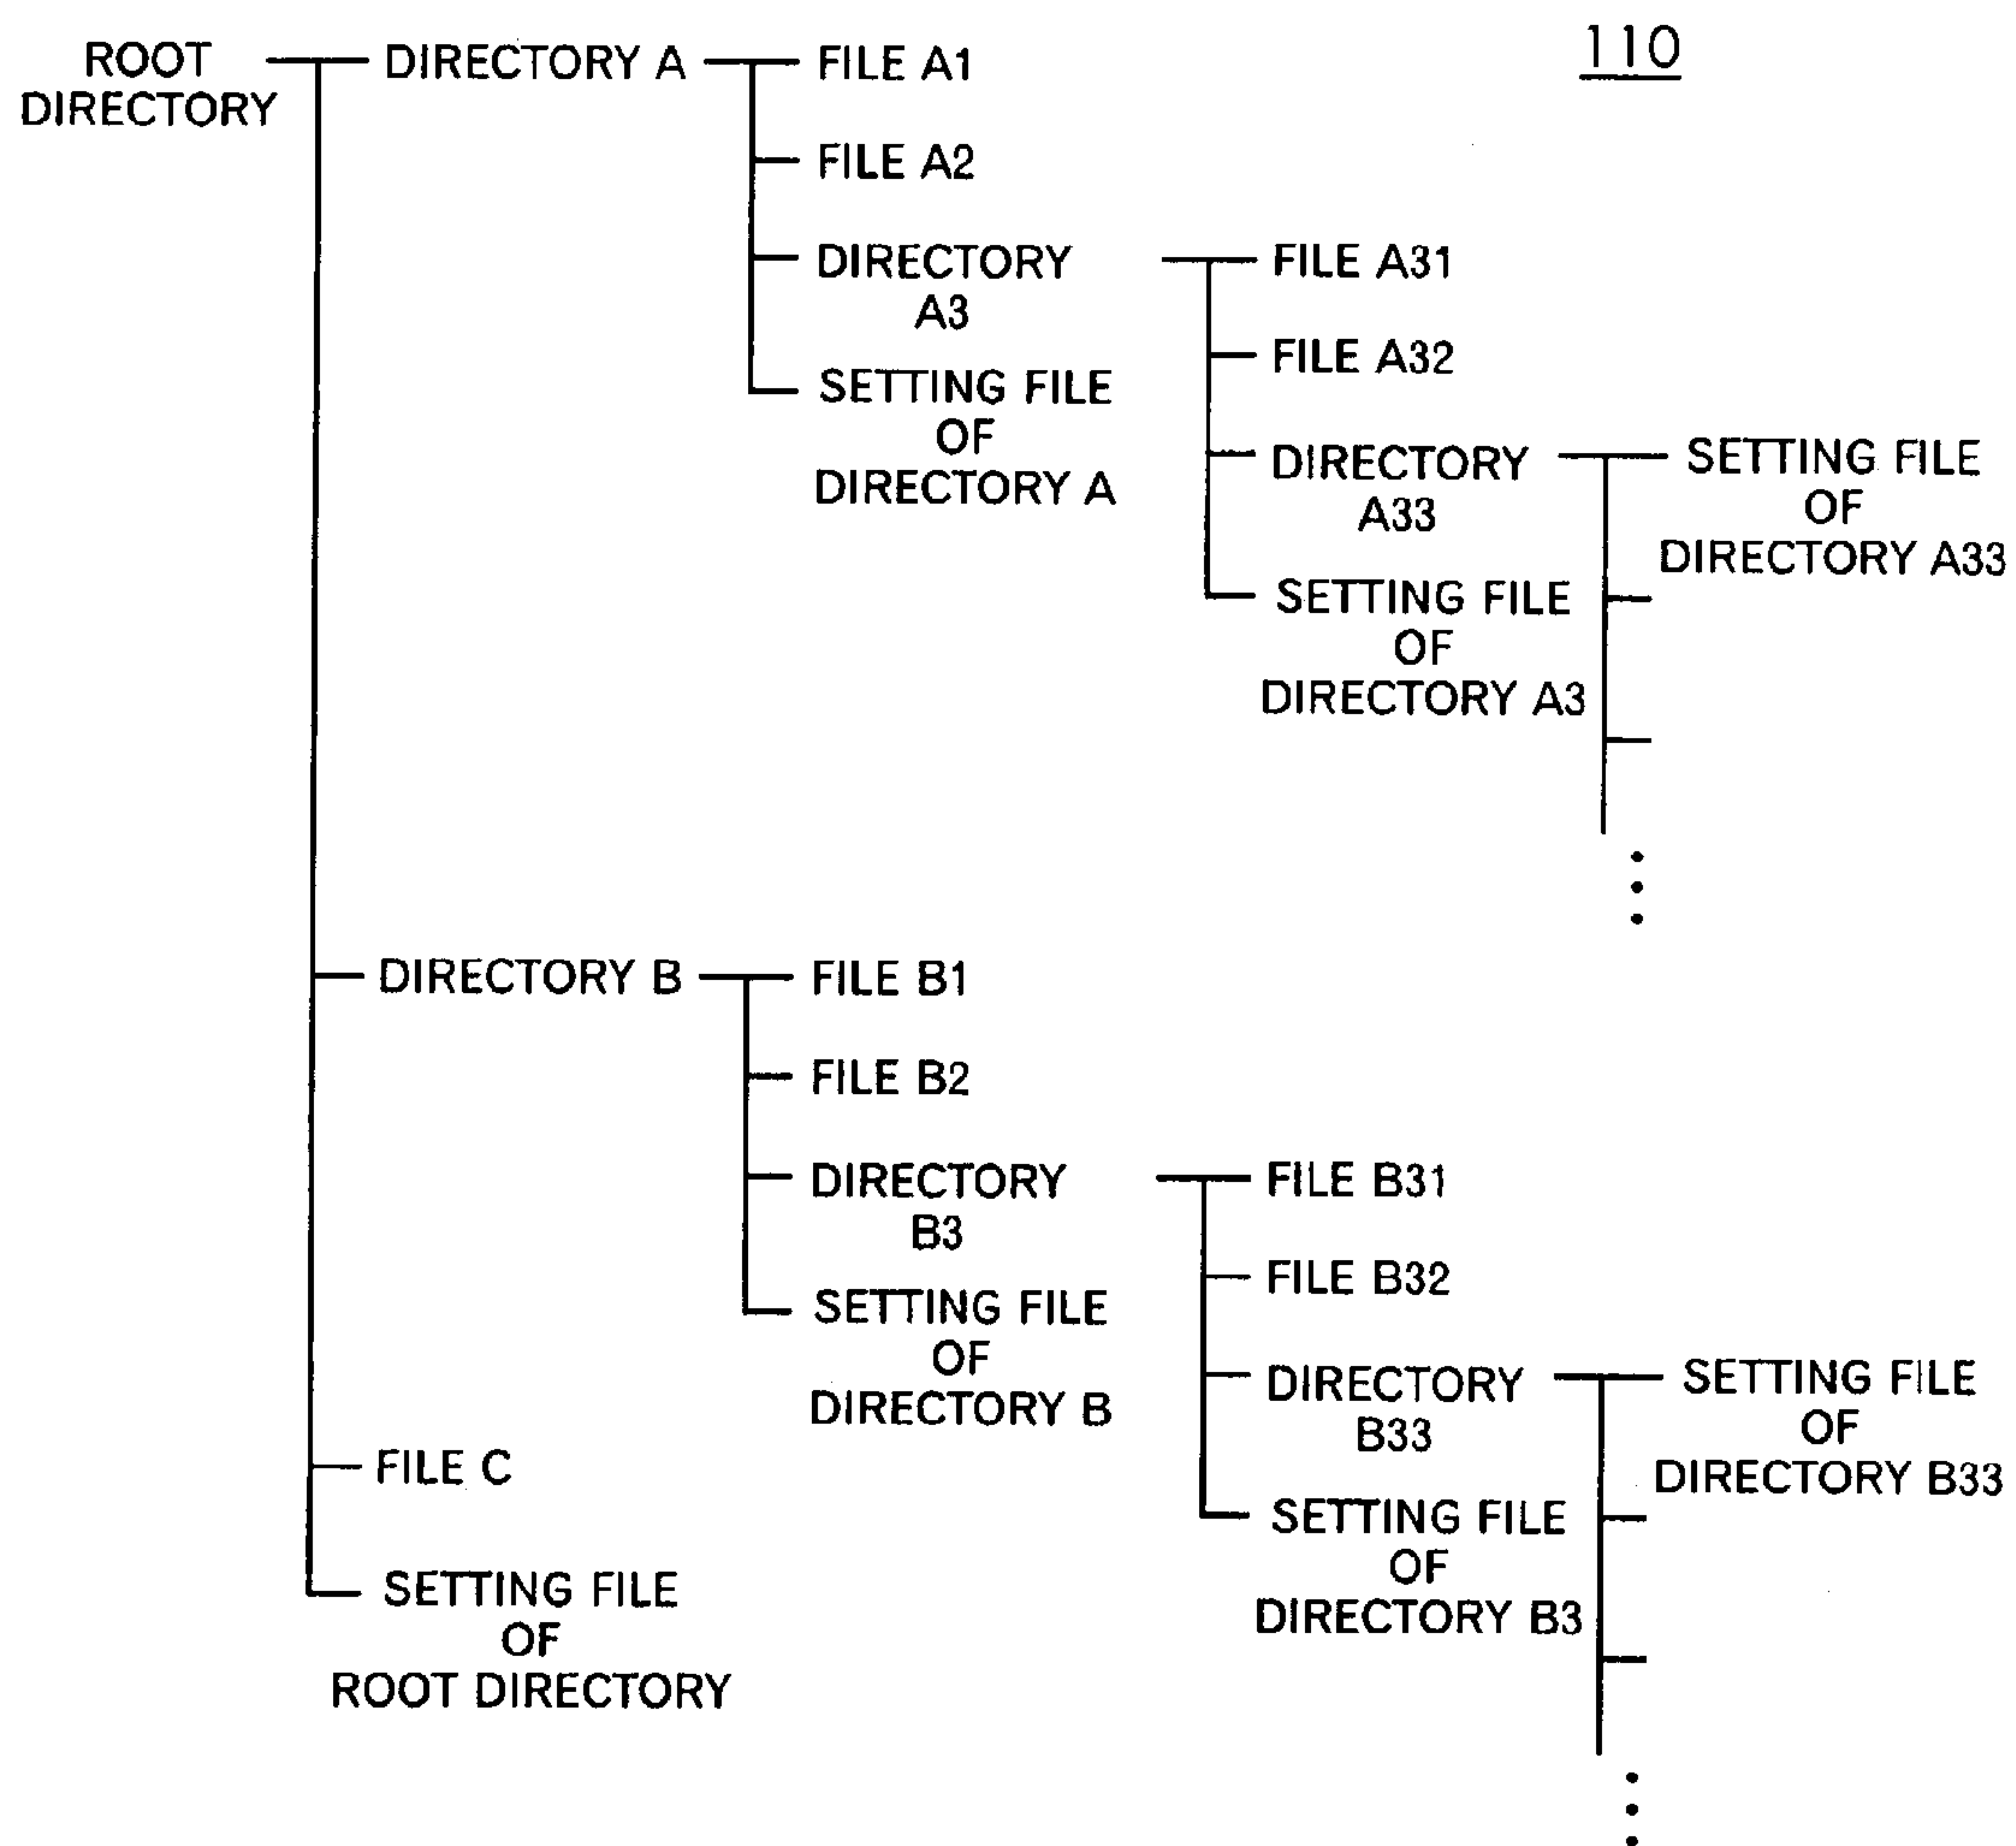 110
ROOT
DIRECTORY
DIRECTORY A
FILE A1
FILE A2
DIRECTORY
A3
SETTING FILE
OF
DIRECTORY A
FILE A31
FILE A32
DIRECTORY
A33
SETTING FILE
OF
DIRECTORY A3
SETTING FILE
OF
DIRECTORY A33
DIRECTORY B
FILE B1
FILE B2
DIRECTORY
B3
SETTING FILE
OF
DIRECTORY B
FILE B31
FILE B32
DIRECTORY
B33
SETTING FILE
OF
DIRECTORY B3
SETTING FILE
OF
DIRECTORY B33
FILE C
SETTING FILE
OF
ROOT DIRECTORY